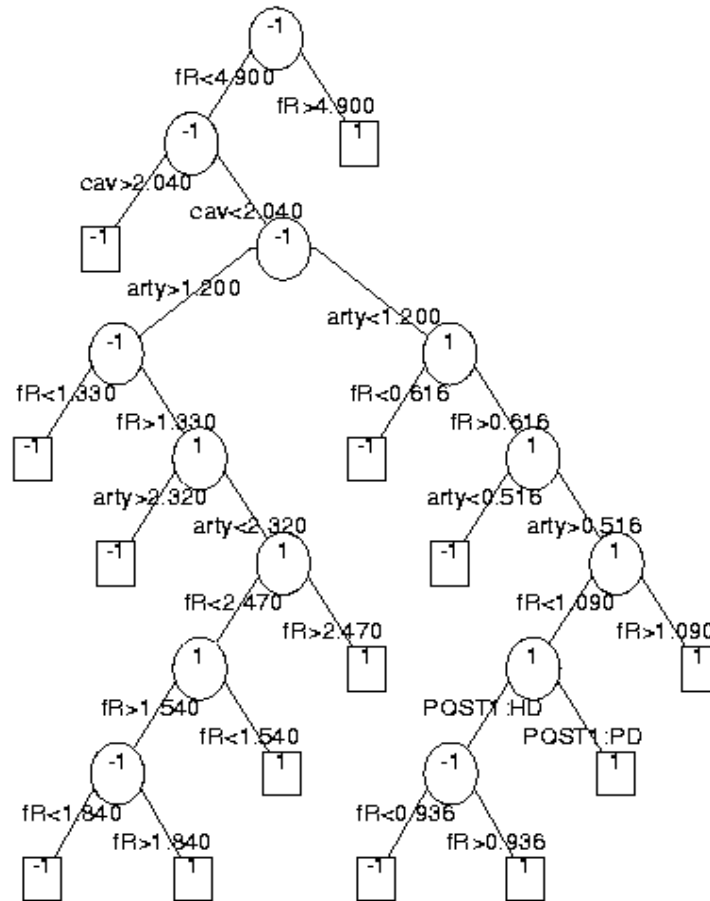 -1
fR<4.900 fR>4.900
-1 1
cav>2.040
cav<2.040
-1 -1
arty>1.200 arty<1.200
-1 1
fR<1.330 fR>1.330 fR<0.616 fR>0.616
-1 1 -1 1
arty>2.320 arty<2.320 arty<0.516 arty>0.516
-1 1 -1 1
fR<2.470 fR>2.470 fR<1.090 fR>1.090
1 1 1 1
fR>1.540 fR<1.540 PQST1:HD PQST1:PD
-1 1 -1 1
fR<1.840 fR>1.840 fR<0.936 fR>0.936
-1 1 -1 1